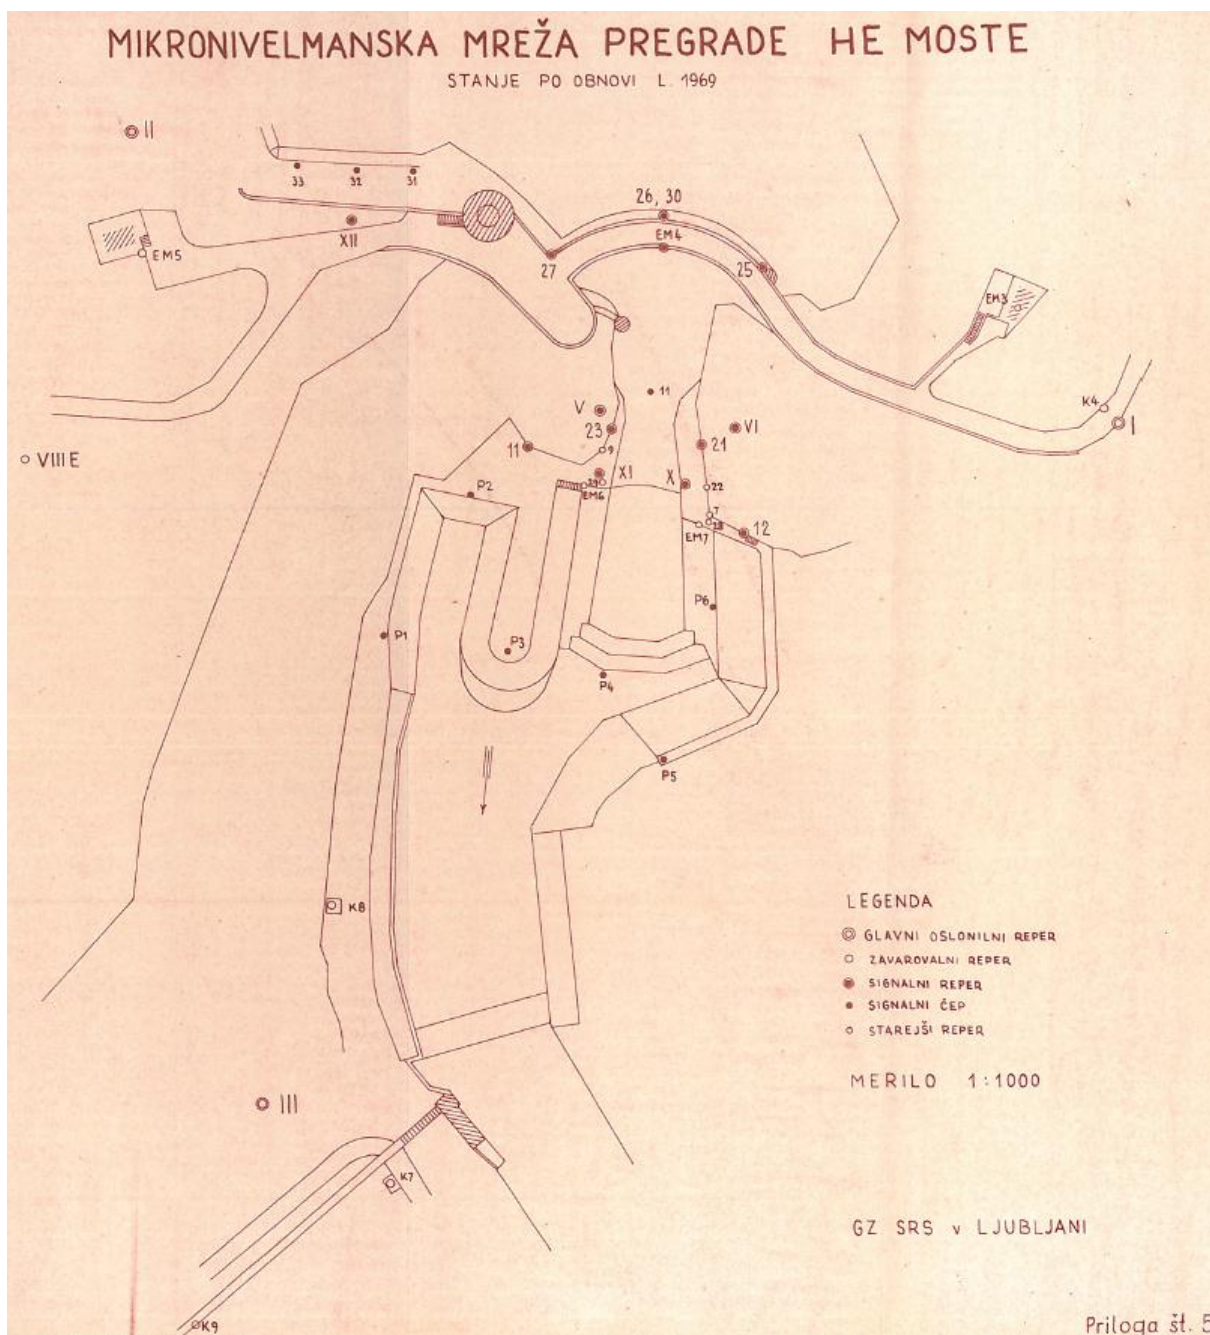 MIKRONIVELMANSKA MREŽA PREGRADE HE MOSTE
STANJE PO OBNOVI L. 1969
II
33
32
31
26, 30
XII
EM5
EM4
27
25
EM3
11
K4
V
VI
I
23
21
11
9
VIII E
XI
X
P2
EM6
22
7
EM7
12
P6
P1
P3
P4
P5
Y
K8
LEGENDA
GLAVNI OSLONILNI REPER
ZAVAROVALNI REPER
SIGNALNI REPER
SIGNALNI ČEP
STAREJŠI REPER
MERILO 1:1000
III
K7
GZ SRS v LJUBLJANI
K9
Priloga št. 5